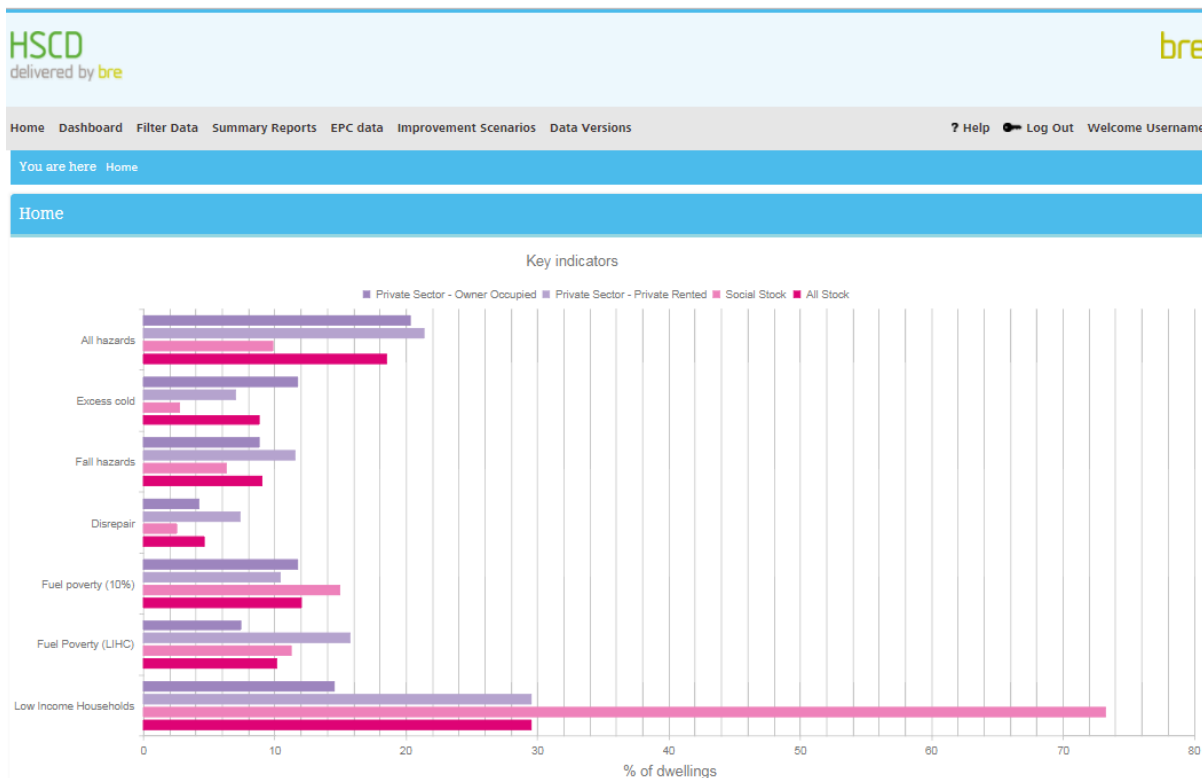 HSCD
delivered by bre
bre
Home Dashboard Filter Data Summary Reports EPC data Improvement Scenarios Data Versions ? Help Log Out Welcome Username
You are here Home
Home
Key indicators
Private Sector - Owner Occupied Private Sector - Private Rented Social Stock All Stock
All hazards
Excess cold
Fall hazards
Disrepair
Fuel poverty (10%)
Fuel Poverty (LIHC)
Low Income Households
0 10 20 30 40 50 60 70 80
% of dwellings